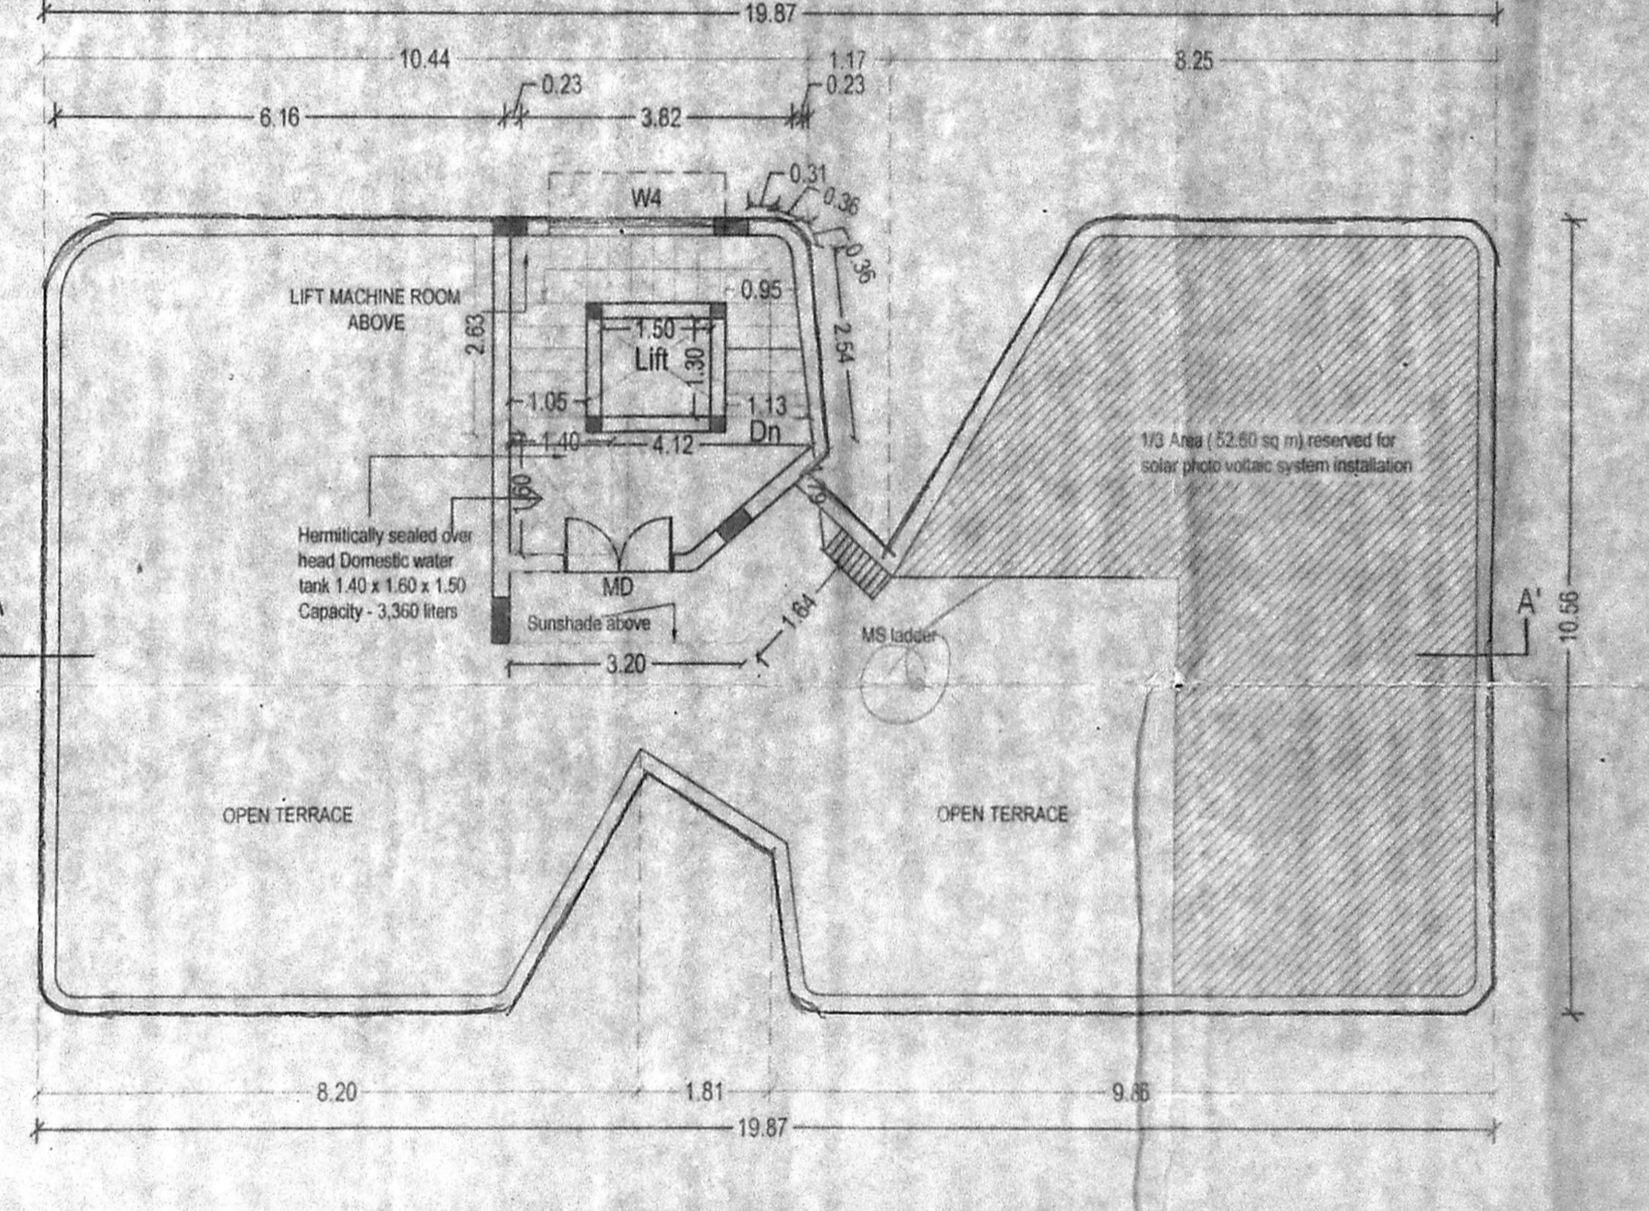 19.87
10.44
1.17
8.25
0.23
0.23
6.16
3.82
0.31
W4
0.36
0.36
LIFT MACHINE ROOM
ABOVE
0.95
2.63
1.50
2.54
Lift
1.30
1.05
1.13
1.40
4.12
Dn
1/3 Area ( 52.60 sq m) reserved for
solar photo voltaic system installation
Hermitically sealed over
head Domestic water
tank 1.40 x 1.60 x 1.50
Capacity - 3,360 liters
MD
Sunshade above
1.64
MS ladder
A'
10.56
3.20
OPEN TERRACE
OPEN TERRACE
8.20
1.81
9.86
19.87